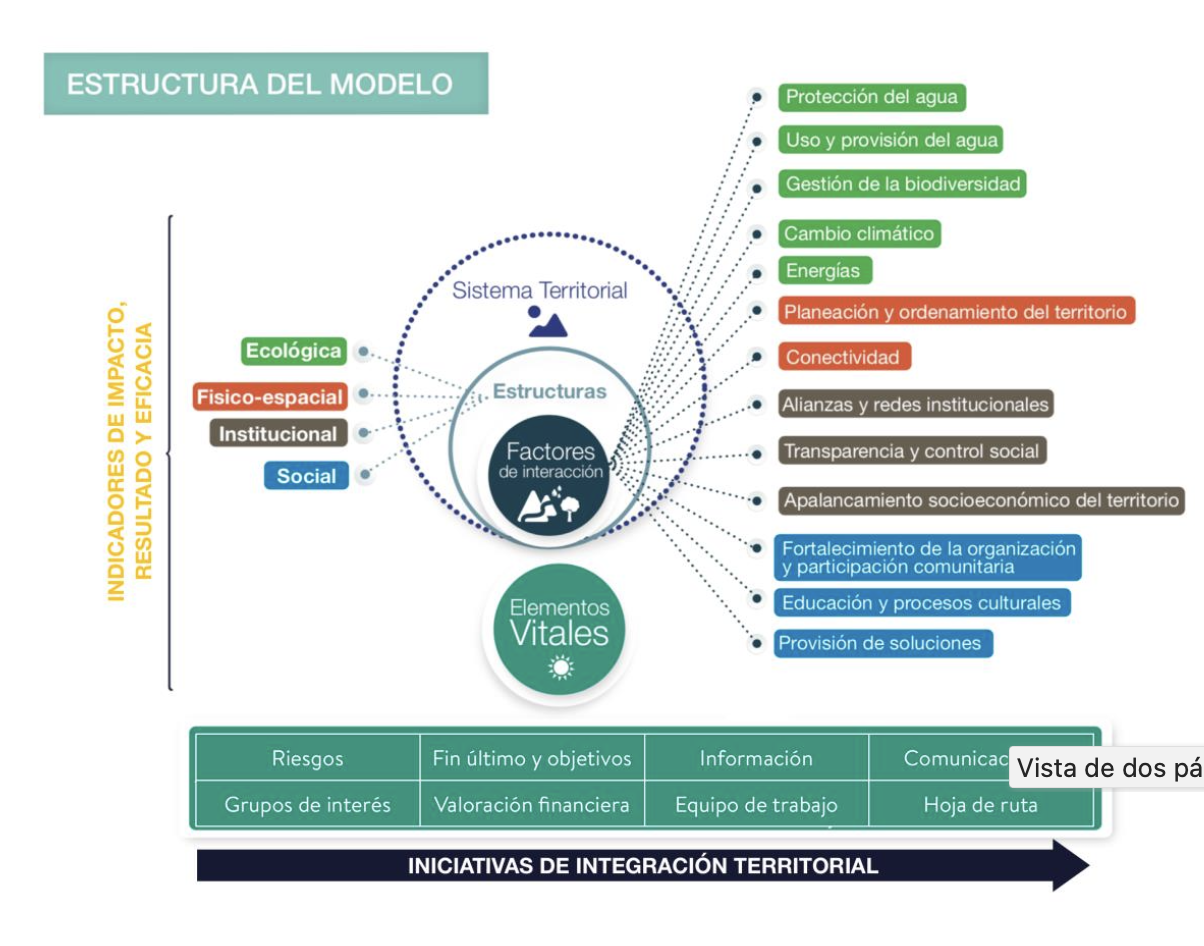 ESTRUCTURA DEL MODELO
INDICADORES DE IMPACTO,
RESULTADO Y EFICACIA
Ecológica
Fisico-espacial
Institucional
Social
Sistema Territorial
Estructuras
Factores
de interacción
Elementos
Vitales
Protección del agua
Uso y provisión del agua
Gestión de la biodiversidad
Cambio climático
Energías
Planeación y ordenamiento del territorio
Conectividad
Alianzas y redes institucionales
Transparencia y control social
Apalancamiento socioeconómico del territorio
Fortalecimiento de la organización
y participación comunitaria
Educación y procesos culturales
Provisión de soluciones
Riesgos
Fin último y objetivos
Información
Vista de dos
Grupos de interés
Valoración financiera
Equipo de trabajo
Hoja de ruta
INICIATIVAS DE INTEGRACIÓN TERRITORIAL